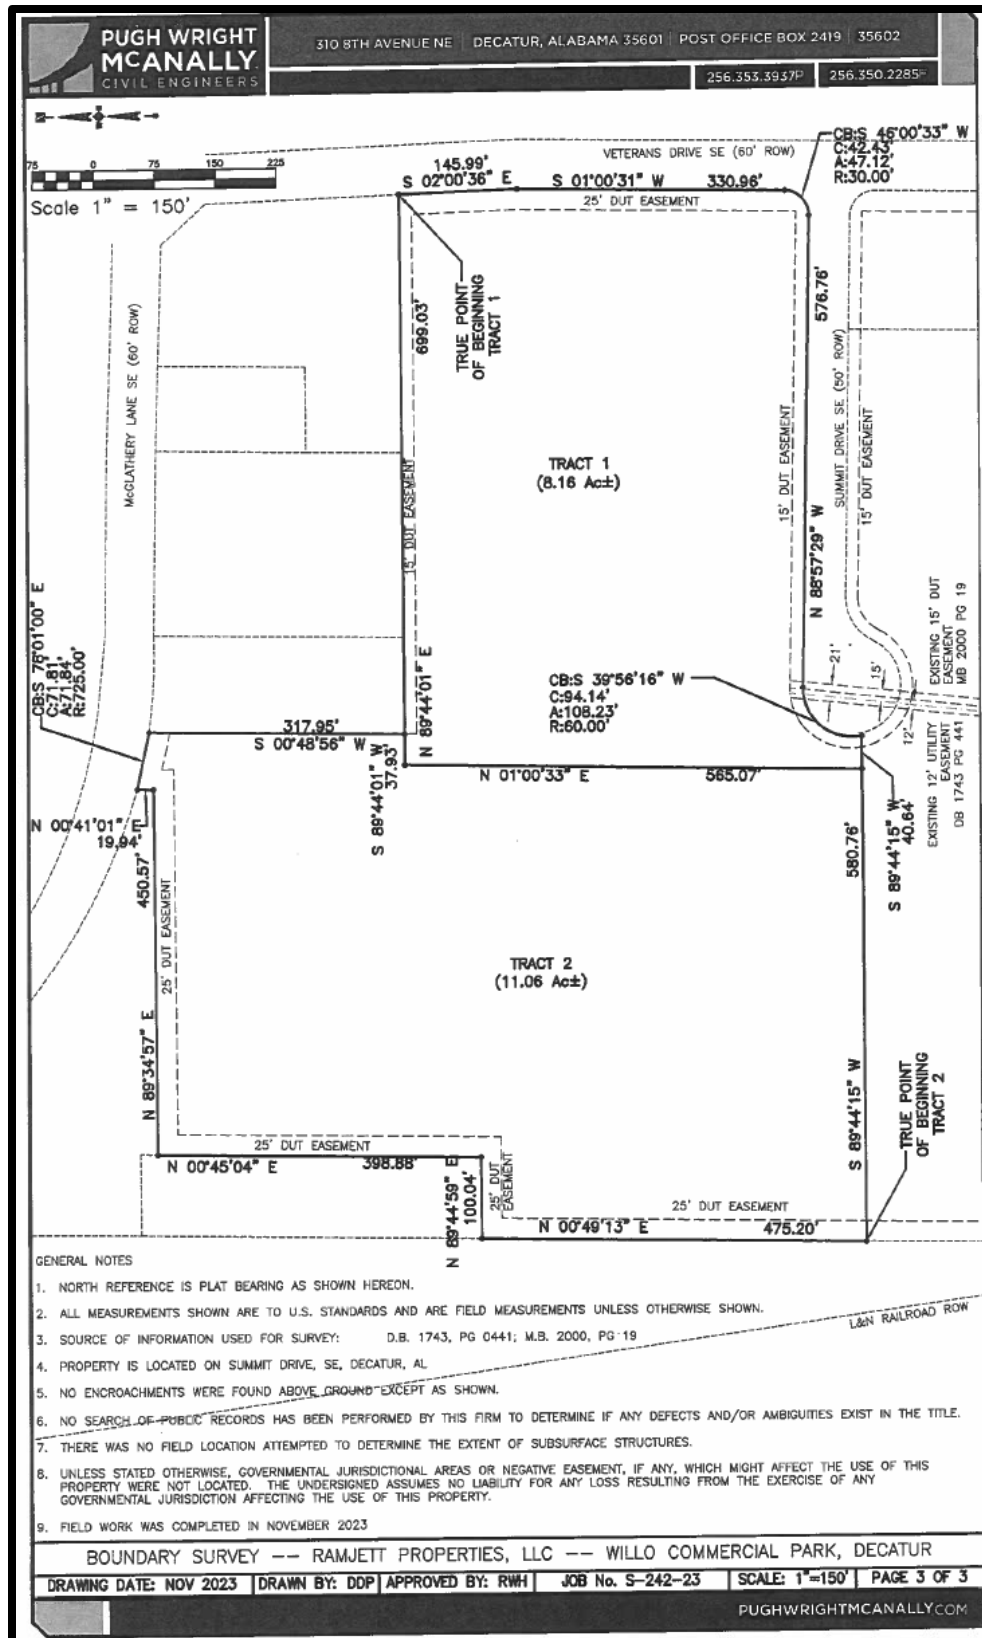 PUGH WRIGHT
MCANALLY
CIVIL ENGINEERS
310 8TH AVENUE NE | DECATUR, ALABAMA 35601 | POST OFFICE BOX 2419 | 35602
256.353.3937P
256.350.2285F
75 0 75 150 225
Scale 1" = 150'
VETERANS DRIVE SE (60' ROW)
CB:S 46°00'33" W
C:42.43'
A:47.12'
R:30.00'
145.99'
S 02°00'36" E
S 01°00'31" W
330.96'
25' DUT EASEMENT
TRUE POINT
OF BEGINNING
TRACT 1
699.03'
576.76'
McGLATHERY LANE SE (60' ROW)
SUMMIT DRIVE SE (50' ROW)
15' DUT EASEMENT
15' DUT EASEMENT
15' DUT EASEMENT
TRACT 1
(8.16 Ac±)
N 88°57'29" W
N 89°44'01" E
CB:S 78°01'00" E
C:71.81'
A:71.84'
R:725.00'
CB:S 39°56'16" W
C:94.14'
A:108.23'
R:60.00'
21'
15'
12'
EXISTING 15' DUT
EASEMENT
MB 2000 PG 19
EXISTING 12' UTILITY
EASEMENT
DB 1743 PG 441
317.95'
S 00°48'56" W
S 89°44'01" W
37.93'
N 01°00'33" E
565.07'
S 89°44'15" W
40.64'
N 00°41'01" E
19.94'
450.57'
580.76'
25' DUT EASEMENT
TRACT 2
(11.06 Ac±)
N 89°34'57" E
S 89°44'15" W
TRUE POINT
OF BEGINNING
TRACT 2
25' DUT EASEMENT
N 00°45'04" E
398.88'
N 89°44'59" E
100.04'
25' DUT
EASEMENT
25' DUT EASEMENT
N 00°49'13" E
475.20'
GENERAL NOTES
1. NORTH REFERENCE IS PLAT BEARING AS SHOWN HEREON.
2. ALL MEASUREMENTS SHOWN ARE TO U.S. STANDARDS AND ARE FIELD MEASUREMENTS UNLESS OTHERWISE SHOWN.
3. SOURCE OF INFORMATION USED FOR SURVEY: D.B. 1743, PG 0441; M.B. 2000, PG 19
L&N RAILROAD ROW
4. PROPERTY IS LOCATED ON SUMMIT DRIVE, SE, DECATUR, AL
5. NO ENCROACHMENTS WERE FOUND ABOVE GROUND EXCEPT AS SHOWN.
6. NO SEARCH OF PUBLIC RECORDS HAS BEEN PERFORMED BY THIS FIRM TO DETERMINE IF ANY DEFECTS AND/OR AMBIGUITIES EXIST IN THE TITLE.
7. THERE WAS NO FIELD LOCATION ATTEMPTED TO DETERMINE THE EXTENT OF SUBSURFACE STRUCTURES.
8. UNLESS STATED OTHERWISE, GOVERNMENTAL JURISDICTIONAL AREAS OR NEGATIVE EASEMENT, IF ANY, WHICH MIGHT AFFECT THE USE OF THIS
PROPERTY WERE NOT LOCATED. THE UNDERSIGNED ASSUMES NO LIABILITY FOR ANY LOSS RESULTING FROM THE EXERCISE OF ANY
GOVERNMENTAL JURISDICTION AFFECTING THE USE OF THIS PROPERTY.
9. FIELD WORK WAS COMPLETED IN NOVEMBER 2023
BOUNDARY SURVEY -- RAMJETT PROPERTIES, LLC -- WILLO COMMERCIAL PARK, DECATUR
DRAWING DATE: NOV 2023 | DRAWN BY: DDP | APPROVED BY: RWH | JOB No. S-242-23 | SCALE: 1"=150' | PAGE 3 OF 3
PUGHWRIGHTMCANALLY.COM